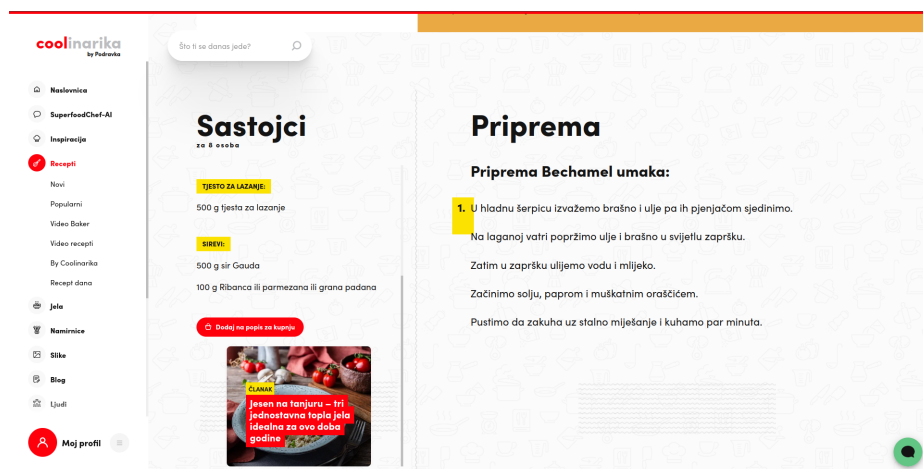 coolinarika
by Podravka
Naslovnica
SuperfoodChef-AI
Inspiracija
Recepti
Novi
Popularni
Video Baker
Video recepti
By Coolinarika
Recept dana
Jela
Namirnice
Slike
Blog
Ljudi
Moj profil
Što ti se danas jede?
Sastojci
za 8 osoba
TJESTO ZA LAZANJE:
500 g tjesta za lazanje
SIREVI:
500 g sir Gauda
100 g Ribanca ili parmezana ili grana padana
Dodaj na popis za kupnju
ČLANAK
Jesen na tanjuru – tri
jednostavna topla jela
idealna za ovo doba
godine
Priprema
Priprema Bechamel umaka:
1. U hladnu šerpicu izvažemo brašno i ulje pa ih pjenjačom sjedinimo.
Na laganoj vatri popržimo ulje i brašno u svijetlu zapršku.
Zatim u zapršku ulijemo vodu i mlijeko.
Začinimo solju, paprom i muškatnim oraščićem.
Pustimo da zakuha uz stalno miješanje i kuhamo par minuta.